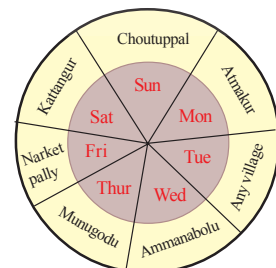 Choutuppal
Atmakur
Any village
Ammanabolu
Munugodu
Narket
pally
Kattangur
Sun
Mon
Tue
Wed
Thur
Fri
Sat